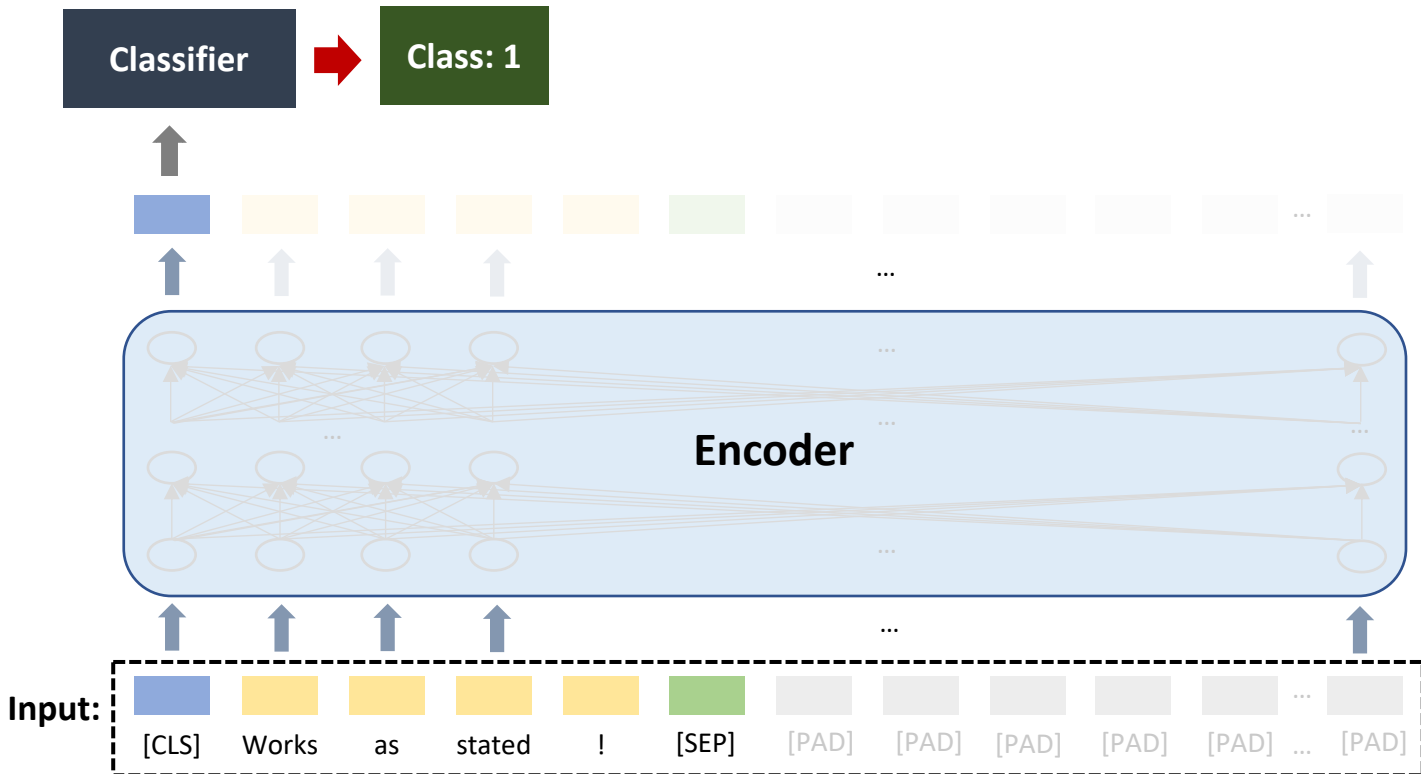 Classifier
Class: 1
...
...
...
...
...
...
Encoder
...
...
...
Input:
[CLS] Works as stated ! [SEP] [PAD] [PAD] [PAD] [PAD] [PAD] ... [PAD]